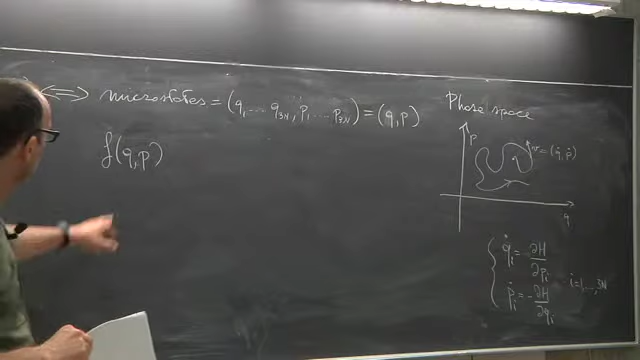 ⟺ microstates = (q₁ ... q₃N, p₁ ... p₃N) = (q, p)
f(q, p)
Phase space
p
v = (q̇, ṗ)
q
q̇ᵢ = ∂H/∂pᵢ
i = 1, ..., 3N
ṗᵢ = -∂H/∂qᵢ